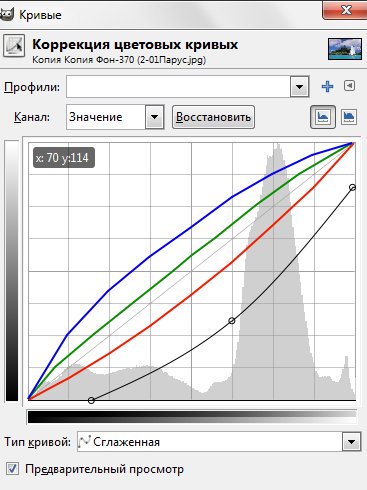 Кривые
Коррекция цветовых кривых
Копия Копия Фон-370 (2-01Парус.jpg)
Профили:
Канал: Значение Восстановить
x: 70 y:114
Тип кривой: Сглаженная
Предварительный просмотр